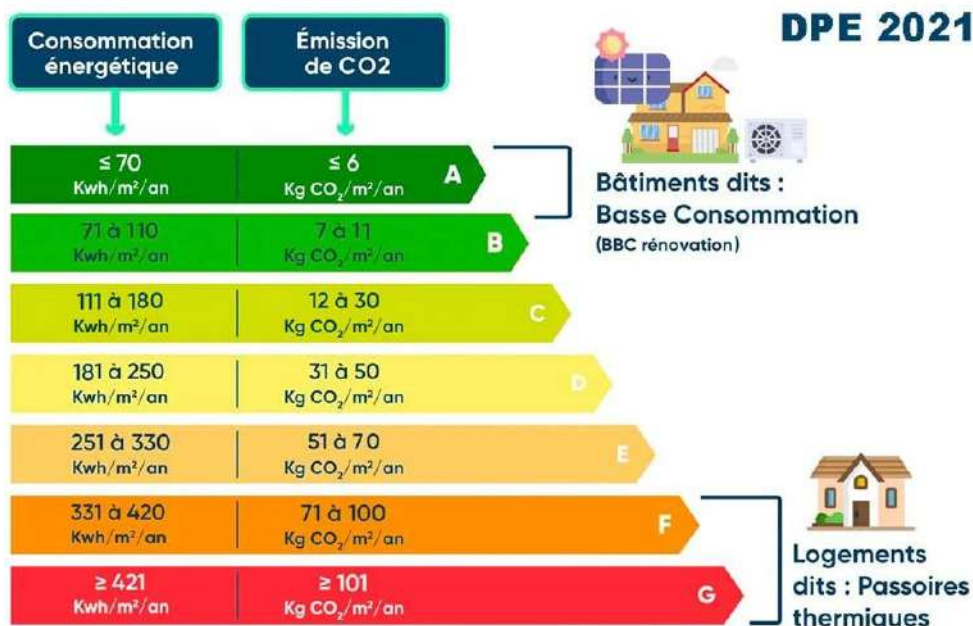 DPE 2021
Consommation
énergétique
Émission
de CO2
≤ 70
Kwh/m²/an
≤ 6
Kg CO₂/m²/an
A
71 à 110
Kwh/m²/an
7 à 11
Kg CO₂/m²/an
B
111 à 180
Kwh/m²/an
12 à 30
Kg CO₂/m²/an
C
181 à 250
Kwh/m²/an
31 à 50
Kg CO₂/m²/an
D
251 à 330
Kwh/m²/an
51 à 70
Kg CO₂/m²/an
E
331 à 420
Kwh/m²/an
71 à 100
Kg CO₂/m²/an
F
≥ 421
Kwh/m²/an
≥ 101
Kg CO₂/m²/an
G
Bâtiments dits :
Basse Consommation
(BBC rénovation)
Logements
dits : Passoires
thermiques